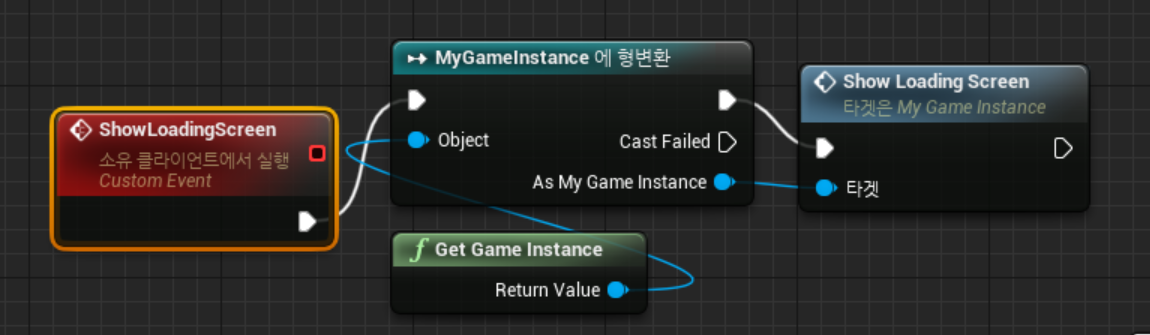 ShowLoadingScreen
소유 클라이언트에서 실행
Custom Event
MyGameInstance 에 형변환
Object
Cast Failed
As My Game Instance
f Get Game Instance
Return Value
Show Loading Screen
타겟은 My Game Instance
타겟